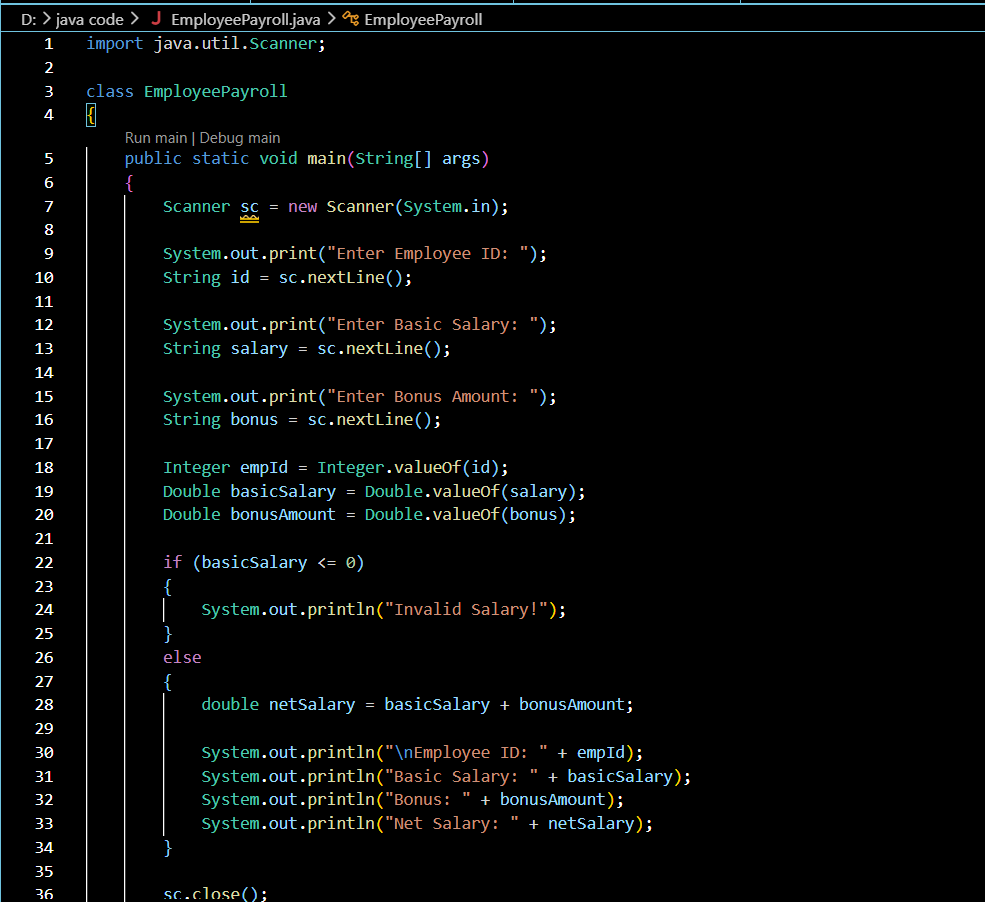 D: > java code > J EmployeePayroll.java > EmployeePayroll
1 import java.util.Scanner;
2
3 class EmployeePayroll
4 {
Run main | Debug main
5 public static void main(String[] args)
6 {
7 Scanner sc = new Scanner(System.in);
8
9 System.out.print("Enter Employee ID: ");
10 String id = sc.nextLine();
11
12 System.out.print("Enter Basic Salary: ");
13 String salary = sc.nextLine();
14
15 System.out.print("Enter Bonus Amount: ");
16 String bonus = sc.nextLine();
17
18 Integer empId = Integer.valueOf(id);
19 Double basicSalary = Double.valueOf(salary);
20 Double bonusAmount = Double.valueOf(bonus);
21
22 if (basicSalary <= 0)
23 {
24 System.out.println("Invalid Salary!");
25 }
26 else
27 {
28 double netSalary = basicSalary + bonusAmount;
29
30 System.out.println("\nEmployee ID: " + empId);
31 System.out.println("Basic Salary: " + basicSalary);
32 System.out.println("Bonus: " + bonusAmount);
33 System.out.println("Net Salary: " + netSalary);
34 }
35
36 sc.close();